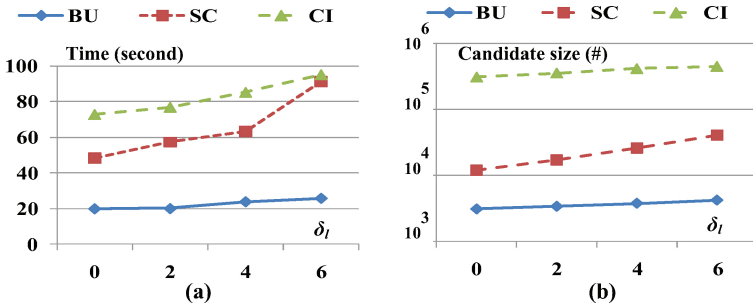 BU SC CI
Time (second)
100
80
60
40
20
0
δl
0 2 4 6
(a)
BU SC CI
Candidate size (#)
10^6
10^5
10^4
10^3
δl
0 2 4 6
(b)